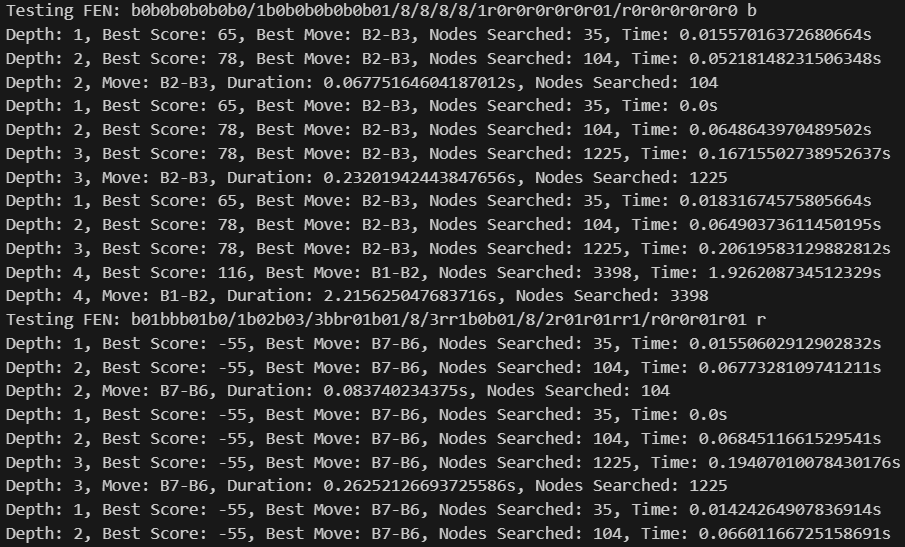 Testing FEN: b0b0b0b0b0b0/1b0b0b0b0b0b01/8/8/8/8/1r0r0r0r0r0r01/r0r0r0r0r0r0 b
Depth: 1, Best Score: 65, Best Move: B2-B3, Nodes Searched: 35, Time: 0.01557016372680664s
Depth: 2, Best Score: 78, Best Move: B2-B3, Nodes Searched: 104, Time: 0.05218148231506348s
Depth: 2, Move: B2-B3, Duration: 0.06775164604187012s, Nodes Searched: 104
Depth: 1, Best Score: 65, Best Move: B2-B3, Nodes Searched: 35, Time: 0.0s
Depth: 2, Best Score: 78, Best Move: B2-B3, Nodes Searched: 104, Time: 0.0648643970489502s
Depth: 3, Best Score: 78, Best Move: B2-B3, Nodes Searched: 1225, Time: 0.16715502738952637s
Depth: 3, Move: B2-B3, Duration: 0.23201942443847656s, Nodes Searched: 1225
Depth: 1, Best Score: 65, Best Move: B2-B3, Nodes Searched: 35, Time: 0.01831674575805664s
Depth: 2, Best Score: 78, Best Move: B2-B3, Nodes Searched: 104, Time: 0.06490373611450195s
Depth: 3, Best Score: 78, Best Move: B2-B3, Nodes Searched: 1225, Time: 0.20619583129882812s
Depth: 4, Best Score: 116, Best Move: B1-B2, Nodes Searched: 3398, Time: 1.926208734512329s
Depth: 4, Move: B1-B2, Duration: 2.215625047683716s, Nodes Searched: 3398
Testing FEN: b01bbb01b0/1b02b03/3bbr01b01/8/3rr1b0b01/8/2r01r01rr1/r0r0r01r01 r
Depth: 1, Best Score: -55, Best Move: B7-B6, Nodes Searched: 35, Time: 0.01550602912902832s
Depth: 2, Best Score: -55, Best Move: B7-B6, Nodes Searched: 104, Time: 0.0677328109741211s
Depth: 2, Move: B7-B6, Duration: 0.083740234375s, Nodes Searched: 104
Depth: 1, Best Score: -55, Best Move: B7-B6, Nodes Searched: 35, Time: 0.0s
Depth: 2, Best Score: -55, Best Move: B7-B6, Nodes Searched: 104, Time: 0.0684511661529541s
Depth: 3, Best Score: -55, Best Move: B7-B6, Nodes Searched: 1225, Time: 0.19407010078430176s
Depth: 3, Move: B7-B6, Duration: 0.26252126693725586s, Nodes Searched: 1225
Depth: 1, Best Score: -55, Best Move: B7-B6, Nodes Searched: 35, Time: 0.01424264907836914s
Depth: 2, Best Score: -55, Best Move: B7-B6, Nodes Searched: 104, Time: 0.06601166725158691s